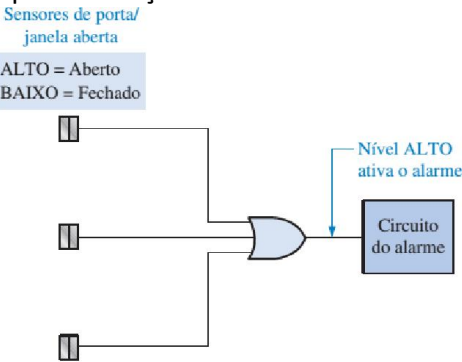 Sensores de porta/
janela aberta
ALTO = Aberto
BAIXO = Fechado
Nível ALTO
ativa o alarme
Circuito
do alarme